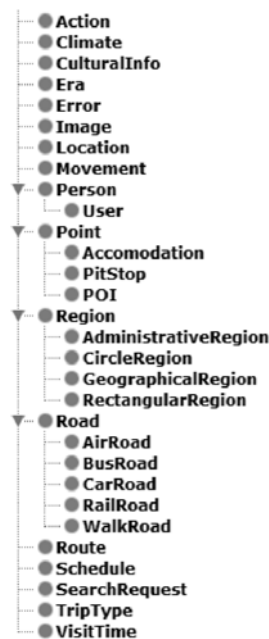 Action
Climate
CulturalInfo
Era
Error
Image
Location
Movement
Person
User
Point
Accomodation
PitStop
POI
Region
AdministrativeRegion
CircleRegion
GeographicalRegion
RectangularRegion
Road
AirRoad
BusRoad
CarRoad
RailRoad
WalkRoad
Route
Schedule
SearchRequest
TripType
VisitTime